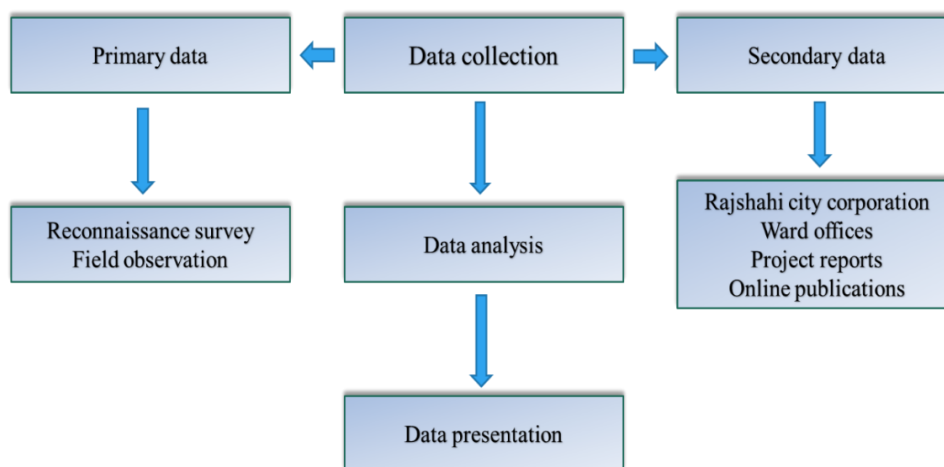 Primary data
Data collection
Secondary data
Reconnaissance survey
Field observation
Data analysis
Rajshahi city corporation
Ward offices
Project reports
Online publications
Data presentation